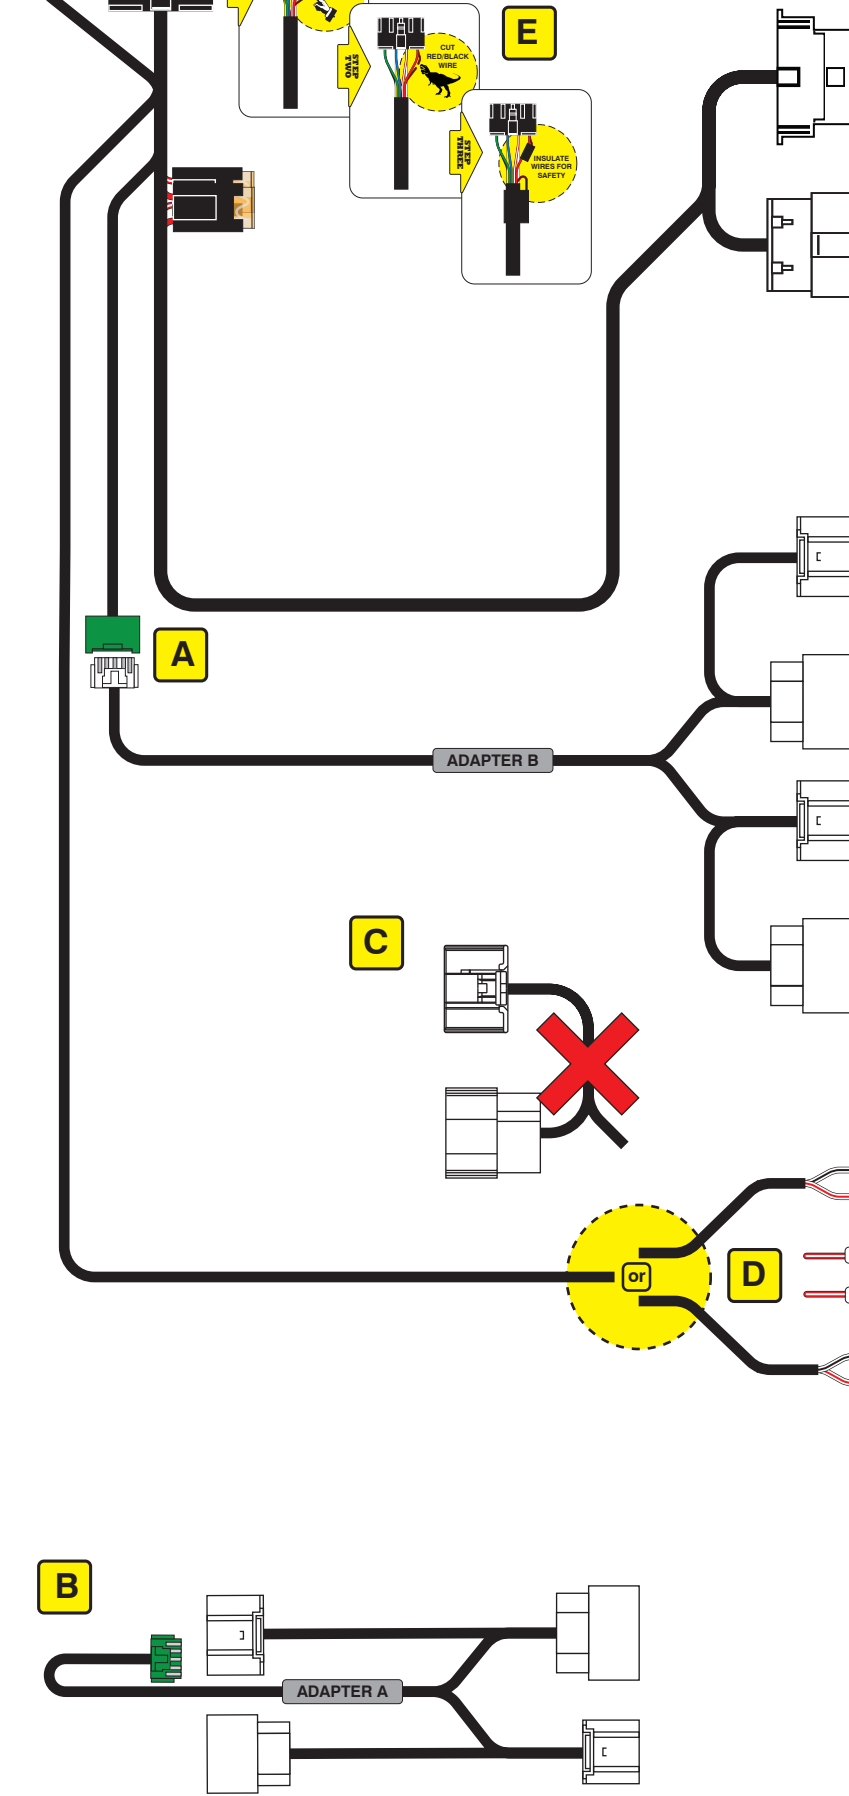 E
STEP
TWO
CUT
RED/BLACK
WIRE
STEP
THREE
INSULATE
WIRES FOR
SAFETY
A
ADAPTER B
C
or
D
B
ADAPTER A